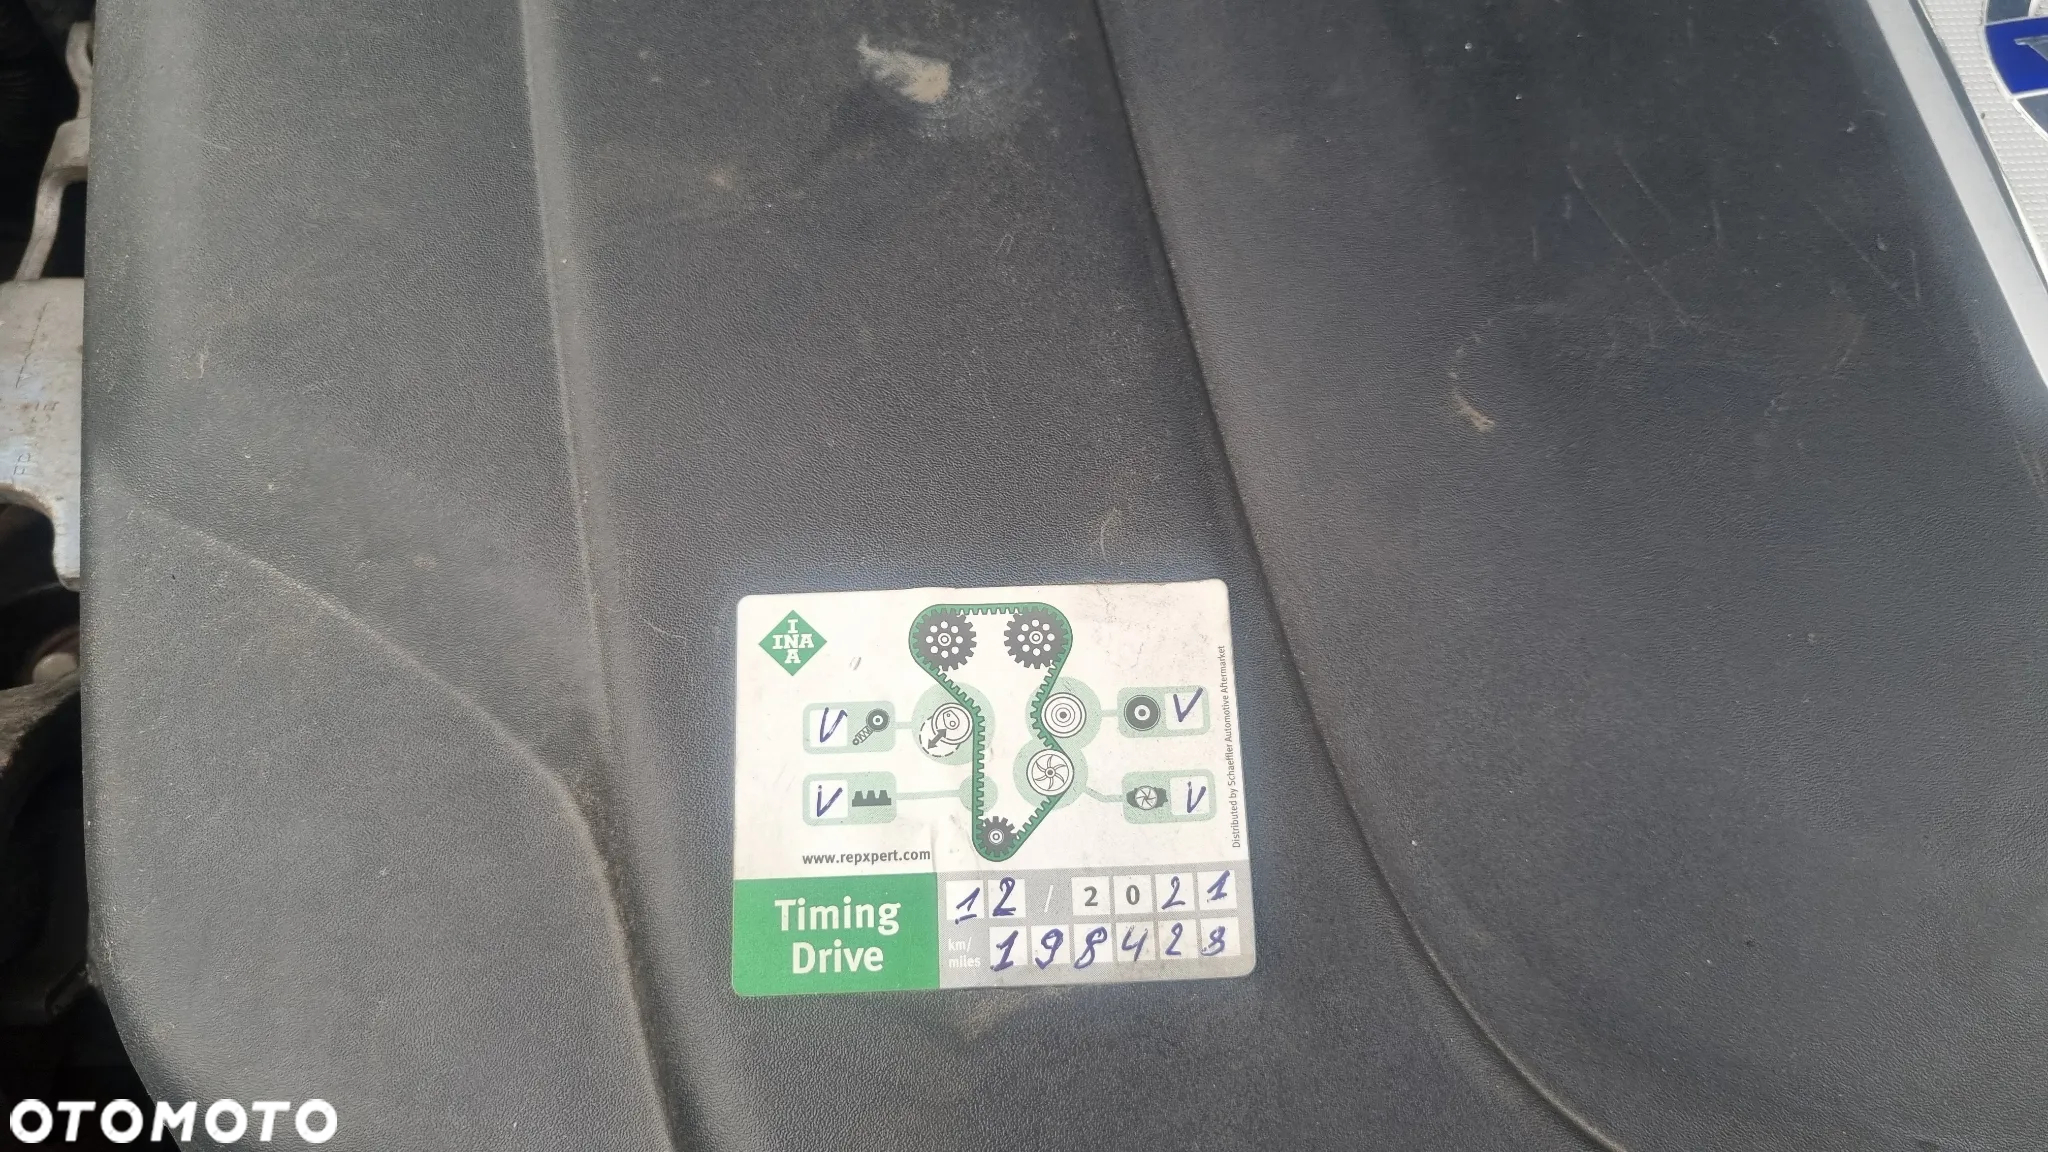 I
INA
A
V
V
V
V
www.repxpert.com
Distributed by Schaeffler Automotive Aftermarket
Timing
Drive
12 / 2021
km/
miles
198428
OTOMOTO